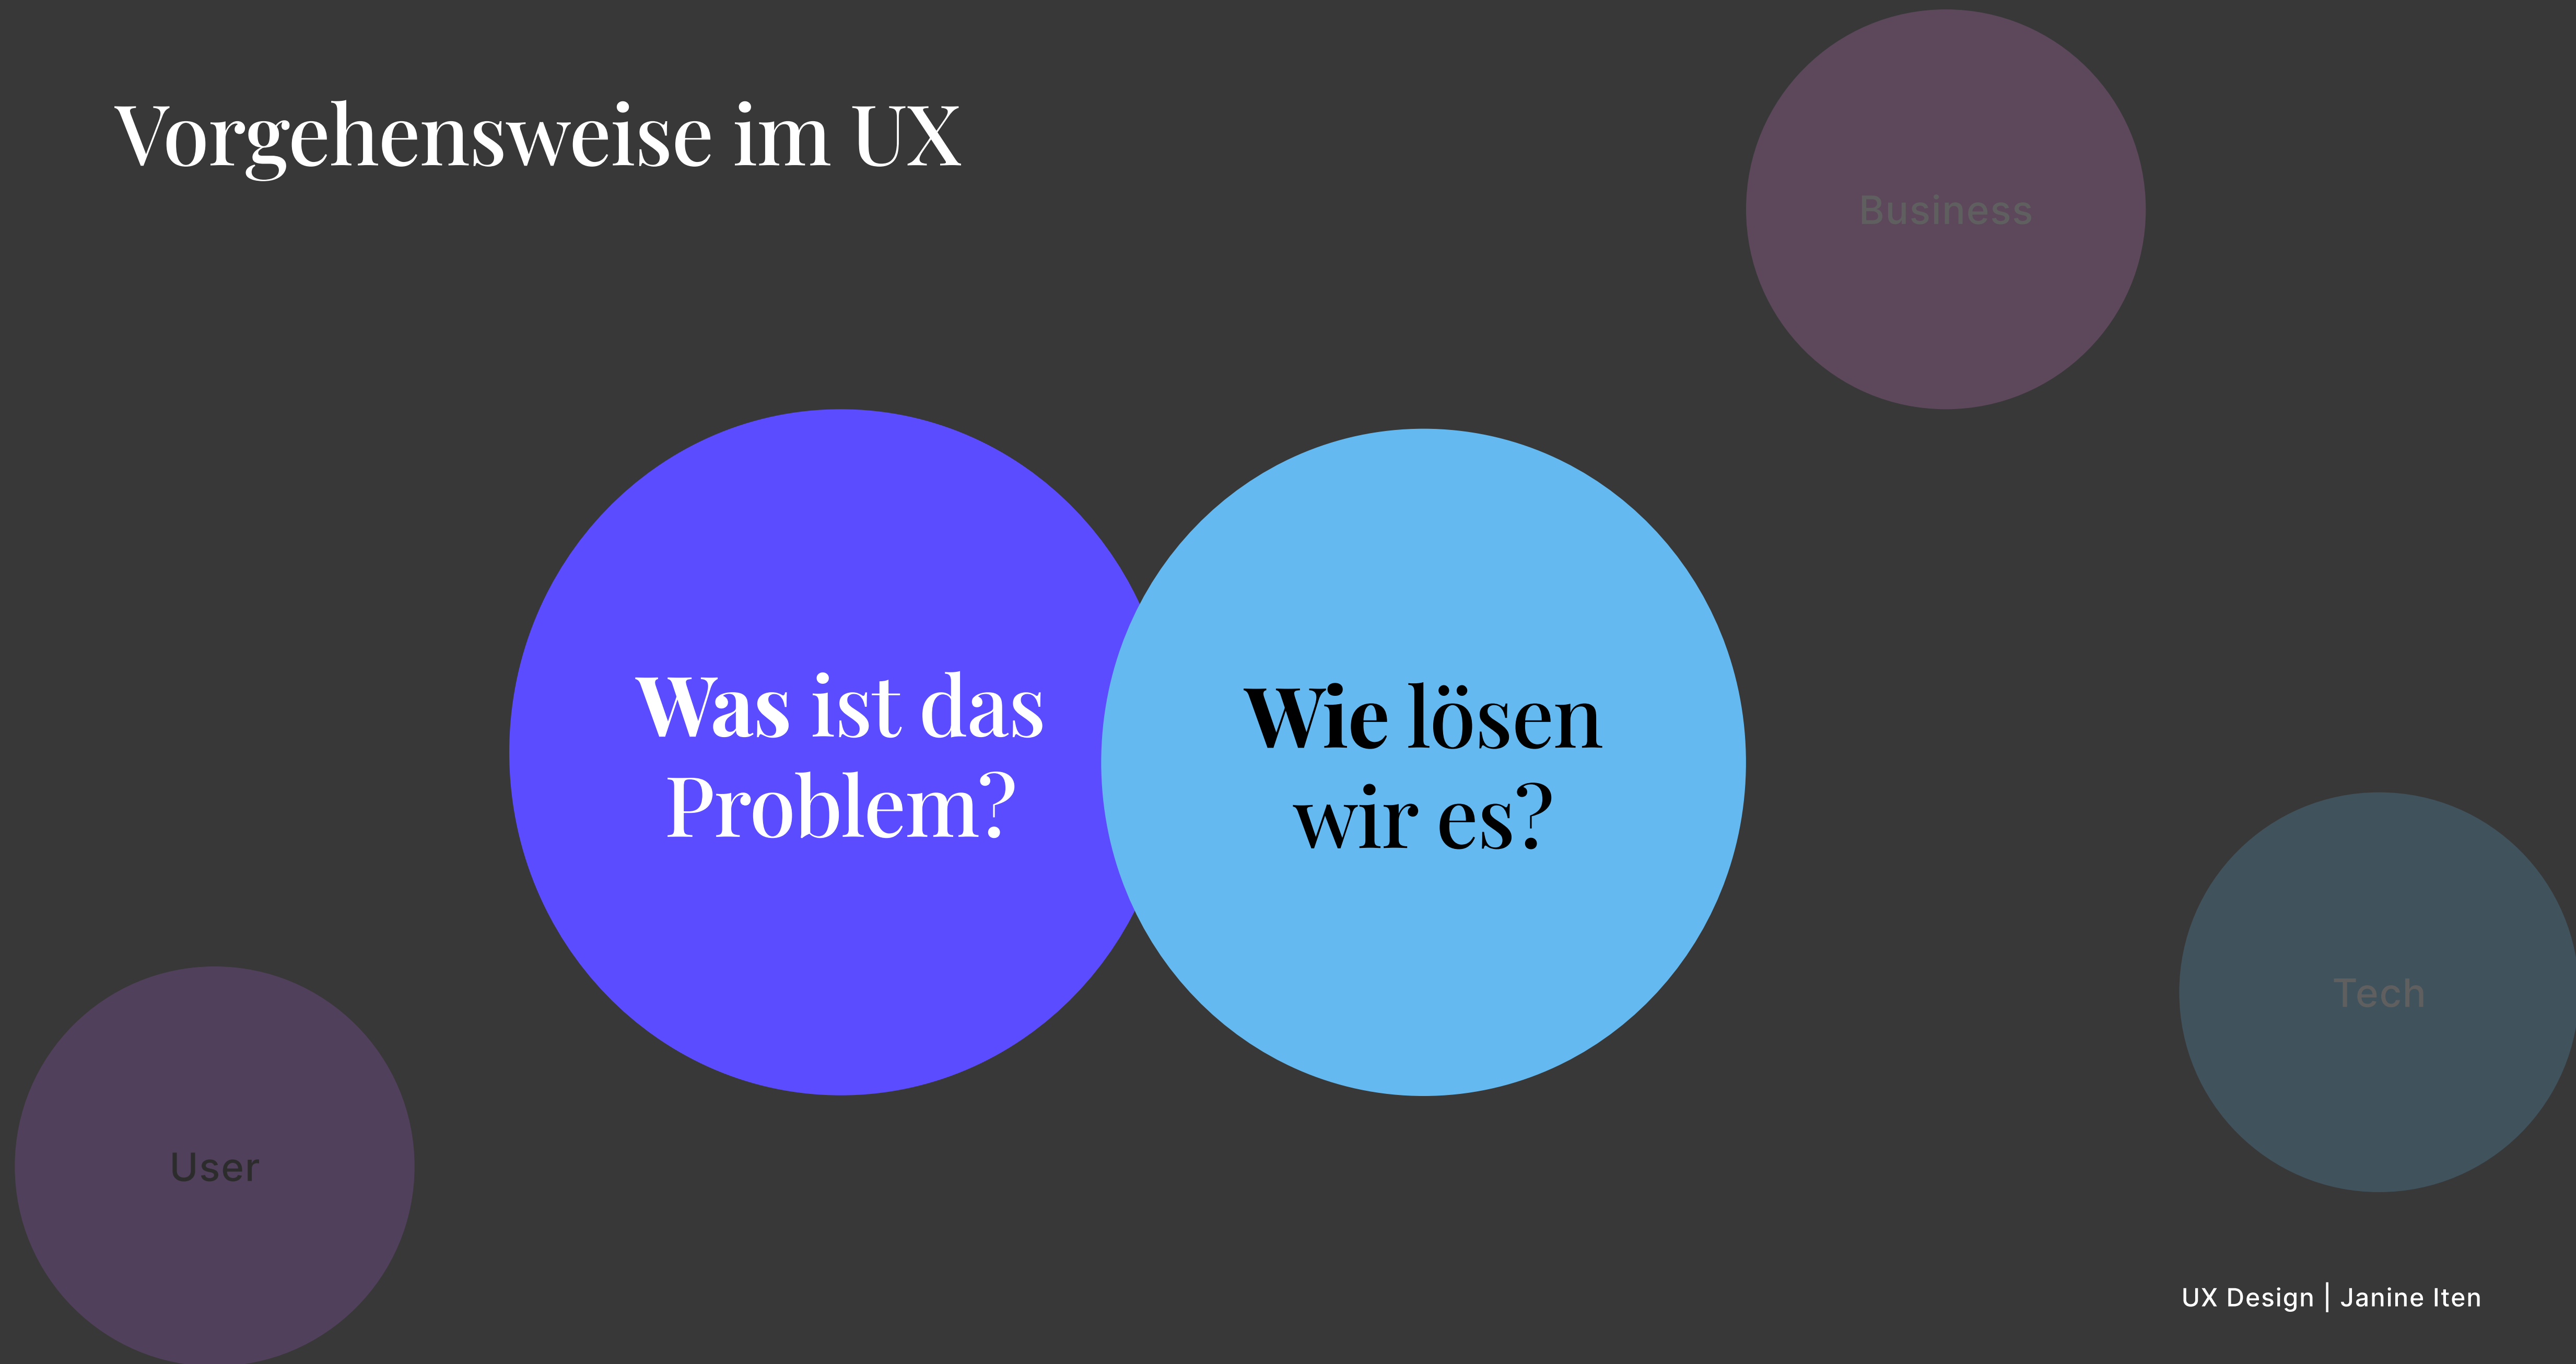 Vorgehensweise im UX
Business
Was ist das
Problem?
Wie lösen
wir es?
Tech
User
UX Design | Janine Iten